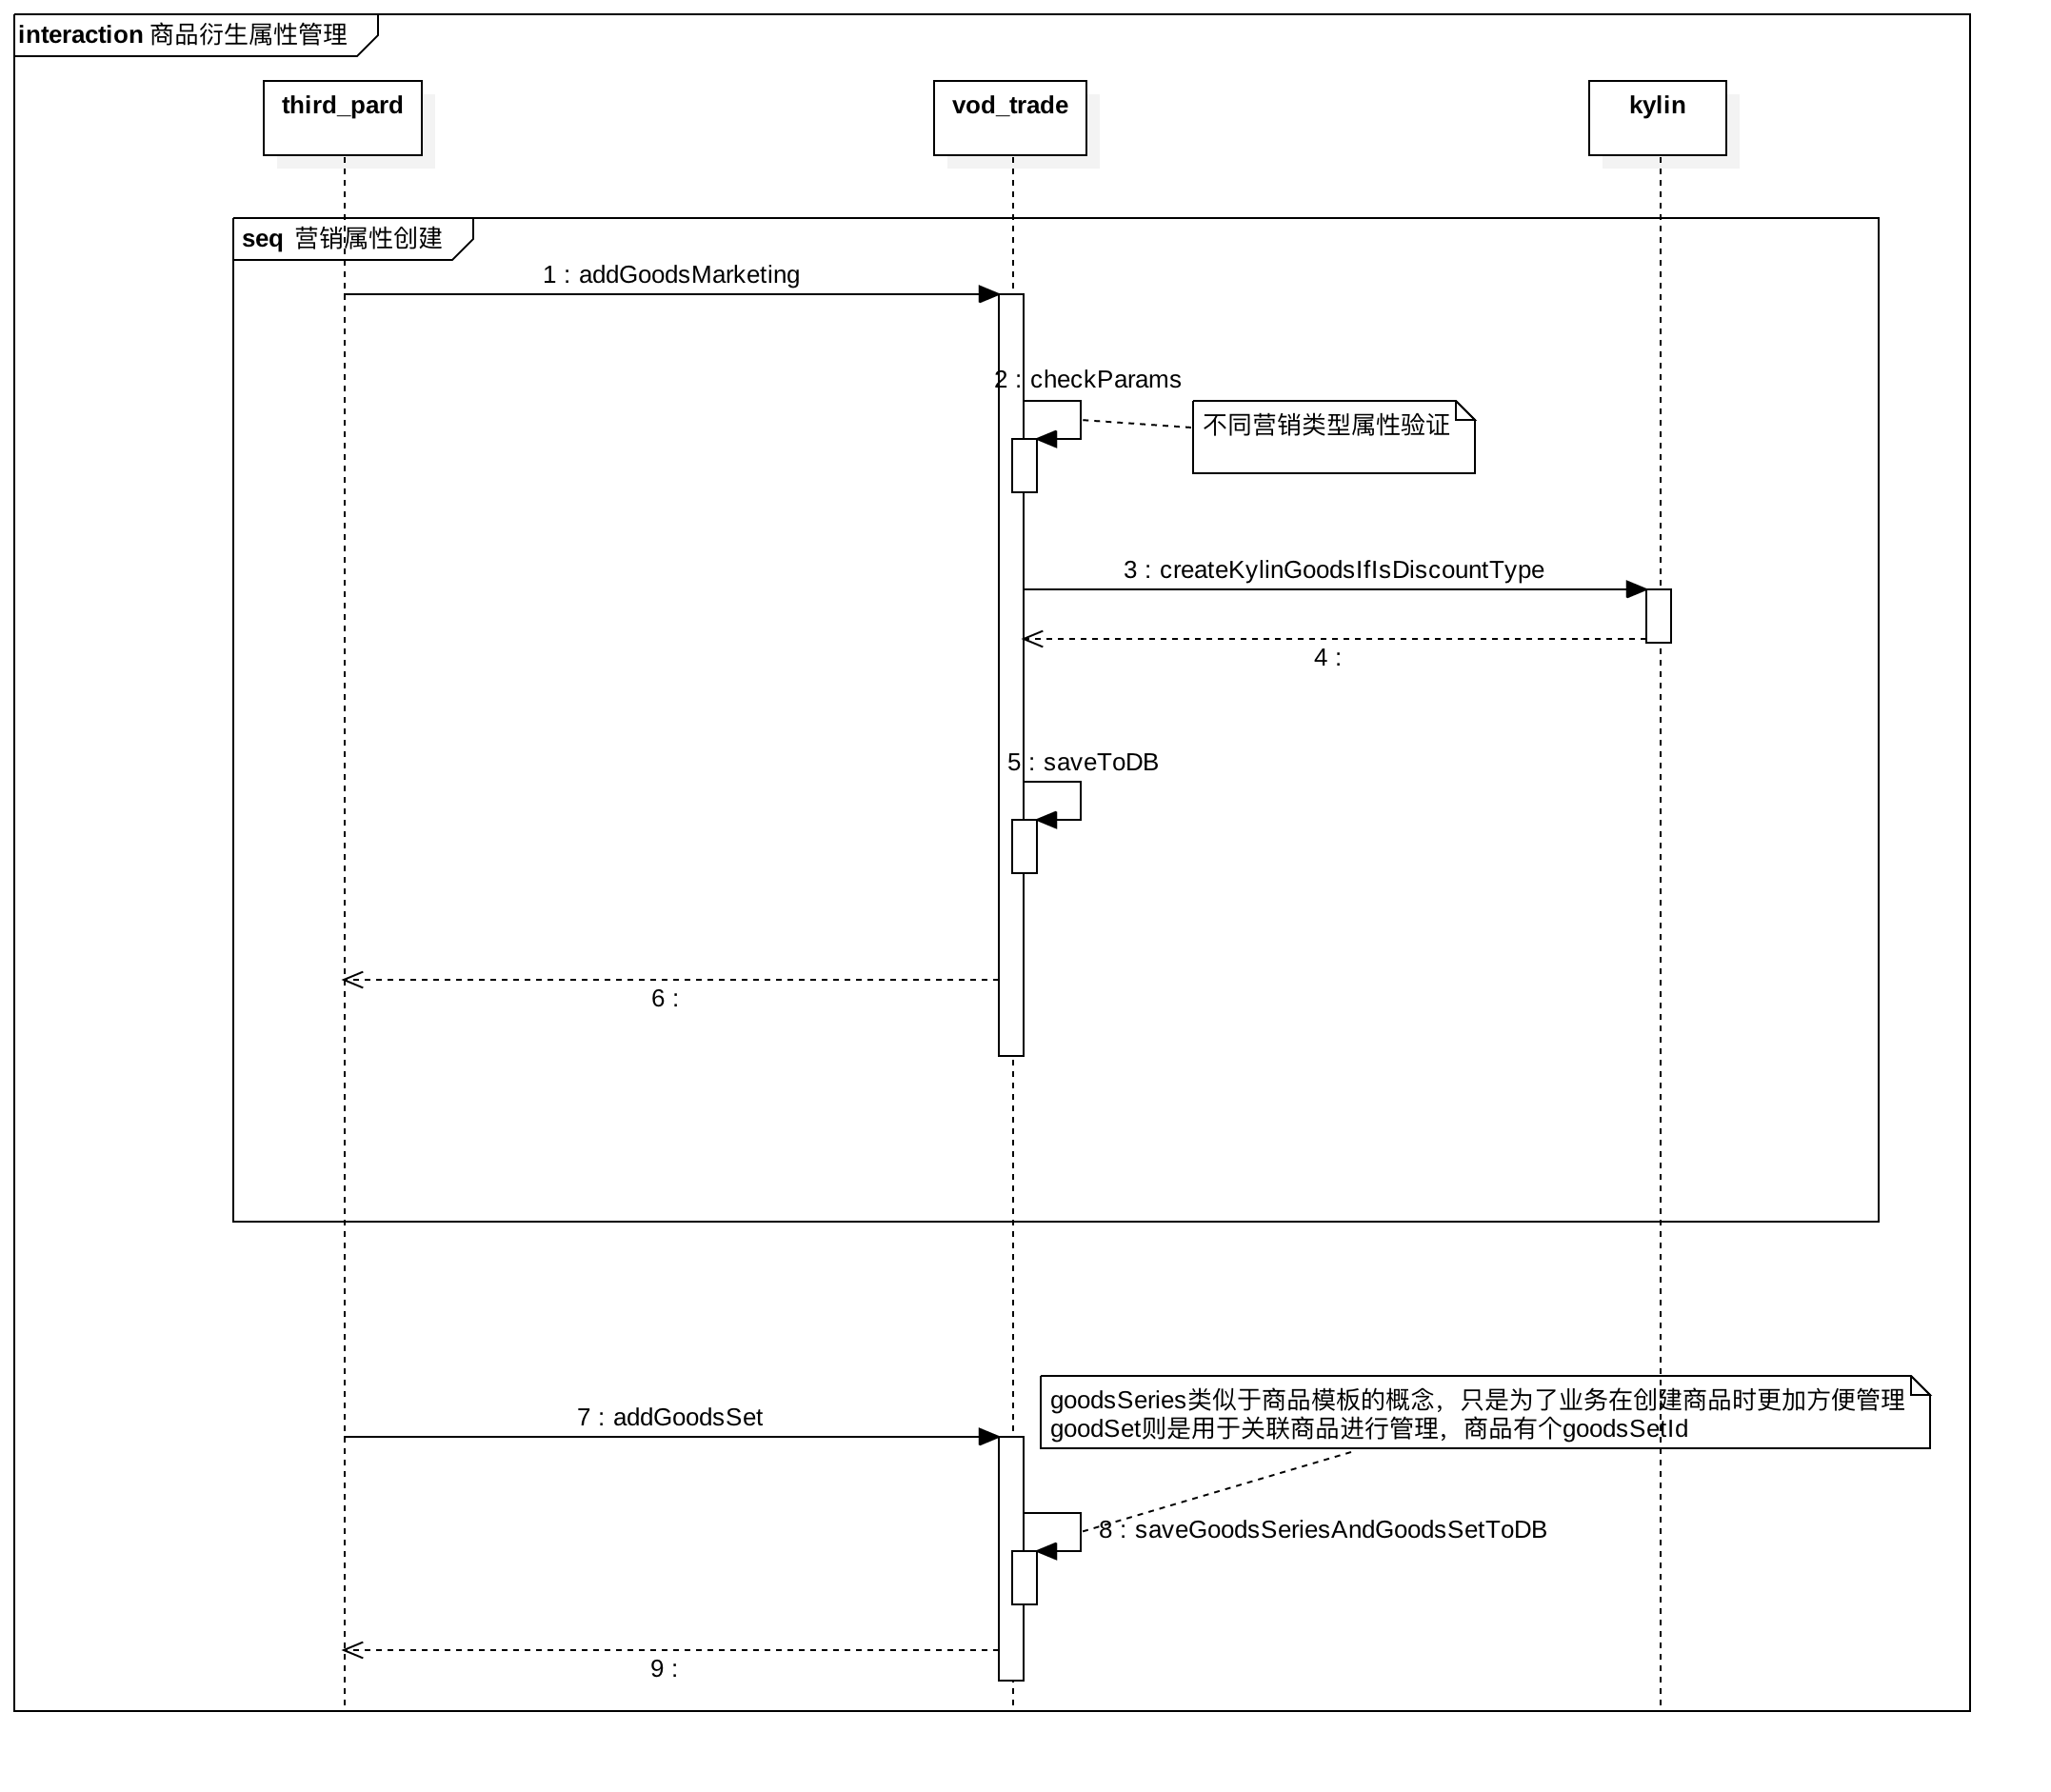 interaction 商品衍生属性管理
third_pard
vod_trade
kylin
seq 营销属性创建
1 : addGoodsMarketing
2 : checkParams
不同营销类型属性验证
3 : createKylinGoodsIfIsDiscountType
4 :
5 : saveToDB
6 :
goodsSeries类似于商品模板的概念，只是为了业务在创建商品时更加方便管理
goodSet则是用于关联商品进行管理，商品有个goodsSetId
7 : addGoodsSet
8 : saveGoodsSeriesAndGoodsSetToDB
9 :